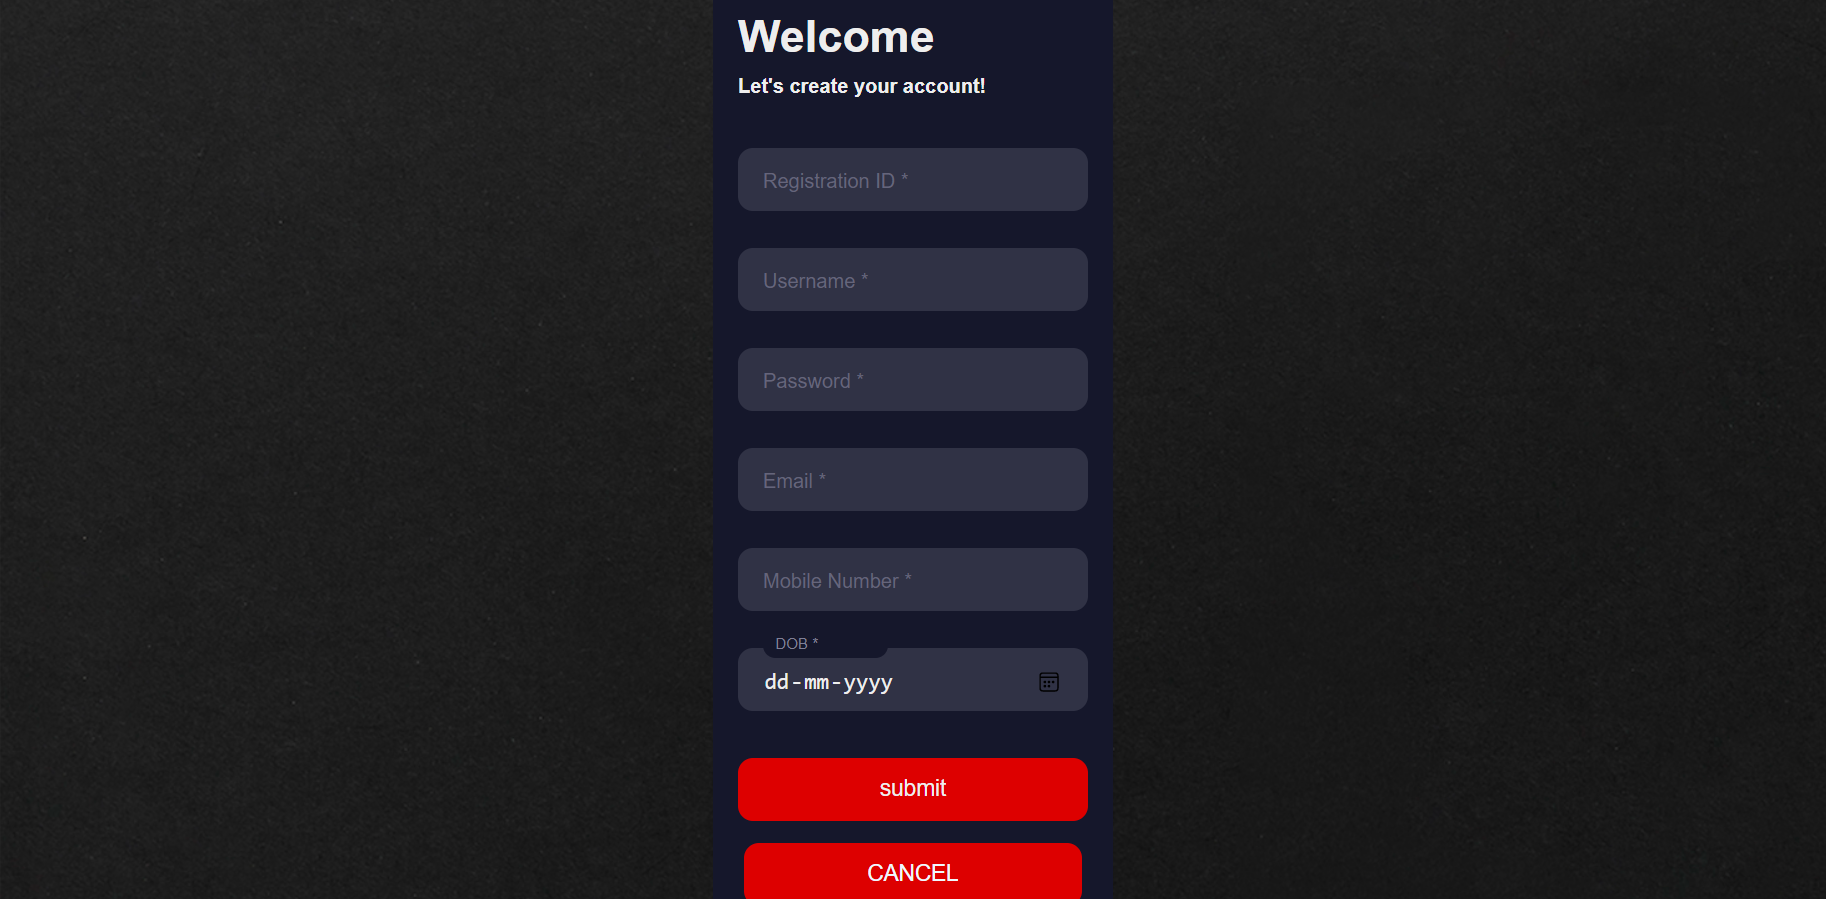 Welcome
Let's create your account!
Registration ID *
Username *
Password *
Email *
Mobile Number *
DOB *
dd-mm-yyyy
submit
CANCEL